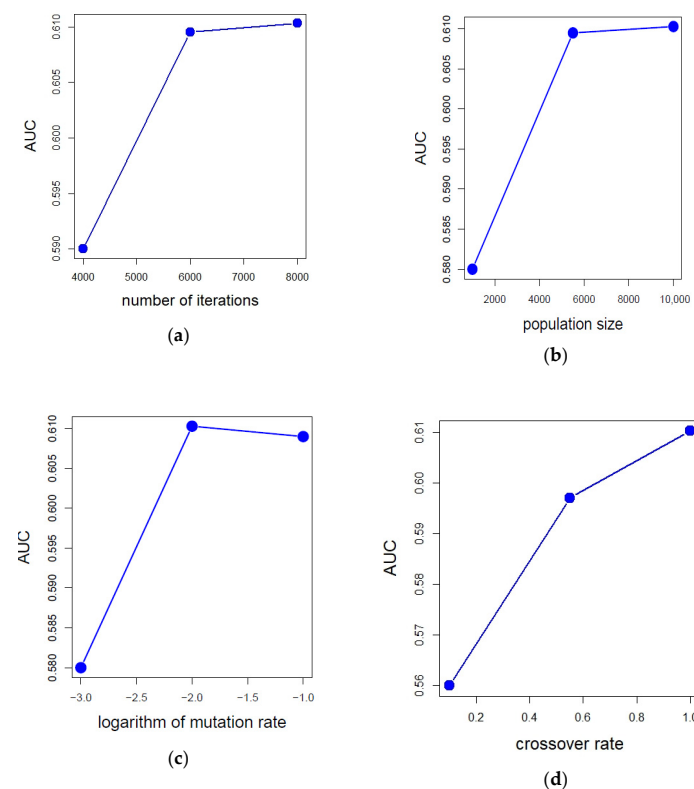 AUC
0.590 0.595 0.600 0.605 0.610
4000 5000 6000 7000 8000
number of iterations
(a)
AUC
0.580 0.585 0.590 0.595 0.600 0.605 0.610
2000 4000 6000 8000 10,000
population size
(b)
AUC
0.580 0.585 0.590 0.595 0.600 0.605 0.610
−3.0 −2.5 −2.0 −1.5 −1.0
logarithm of mutation rate
(c)
AUC
0.56 0.57 0.58 0.59 0.60 0.61
0.2 0.4 0.6 0.8 1.0
crossover rate
(d)